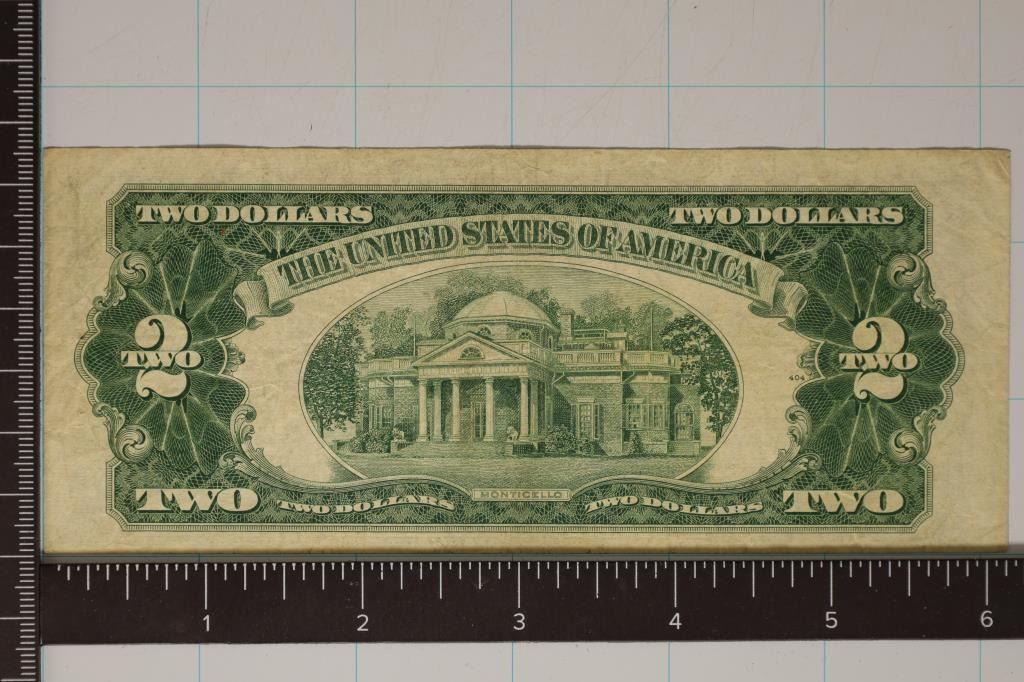 TWO DOLLARS TWO DOLLARS
THE UNITED STATES OF AMERICA
2 2
TWO TWO
404
MONTICELLO
TWO TWO DOLLARS TWO DOLLARS TWO
1 2 3 4 5 6